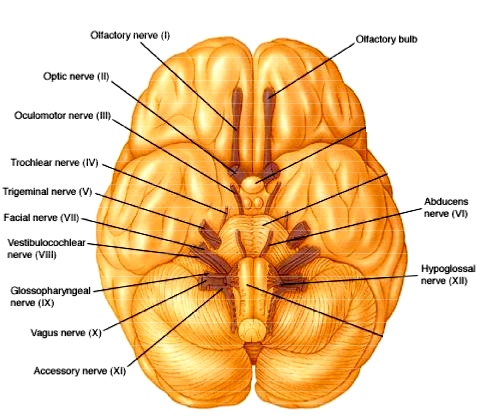 Olfactory nerve (I)
Olfactory bulb
Optic nerve (II)
Oculomotor nerve (III)
Trochlear nerve (IV)
Trigeminal nerve (V)
Facial nerve (VII)
Vestibulocochlear
nerve (VIII)
Glossopharyngeal
nerve (IX)
Vagus nerve (X)
Accessory nerve (XI)
Abducens
nerve (VI)
Hypoglossal
nerve (XII)